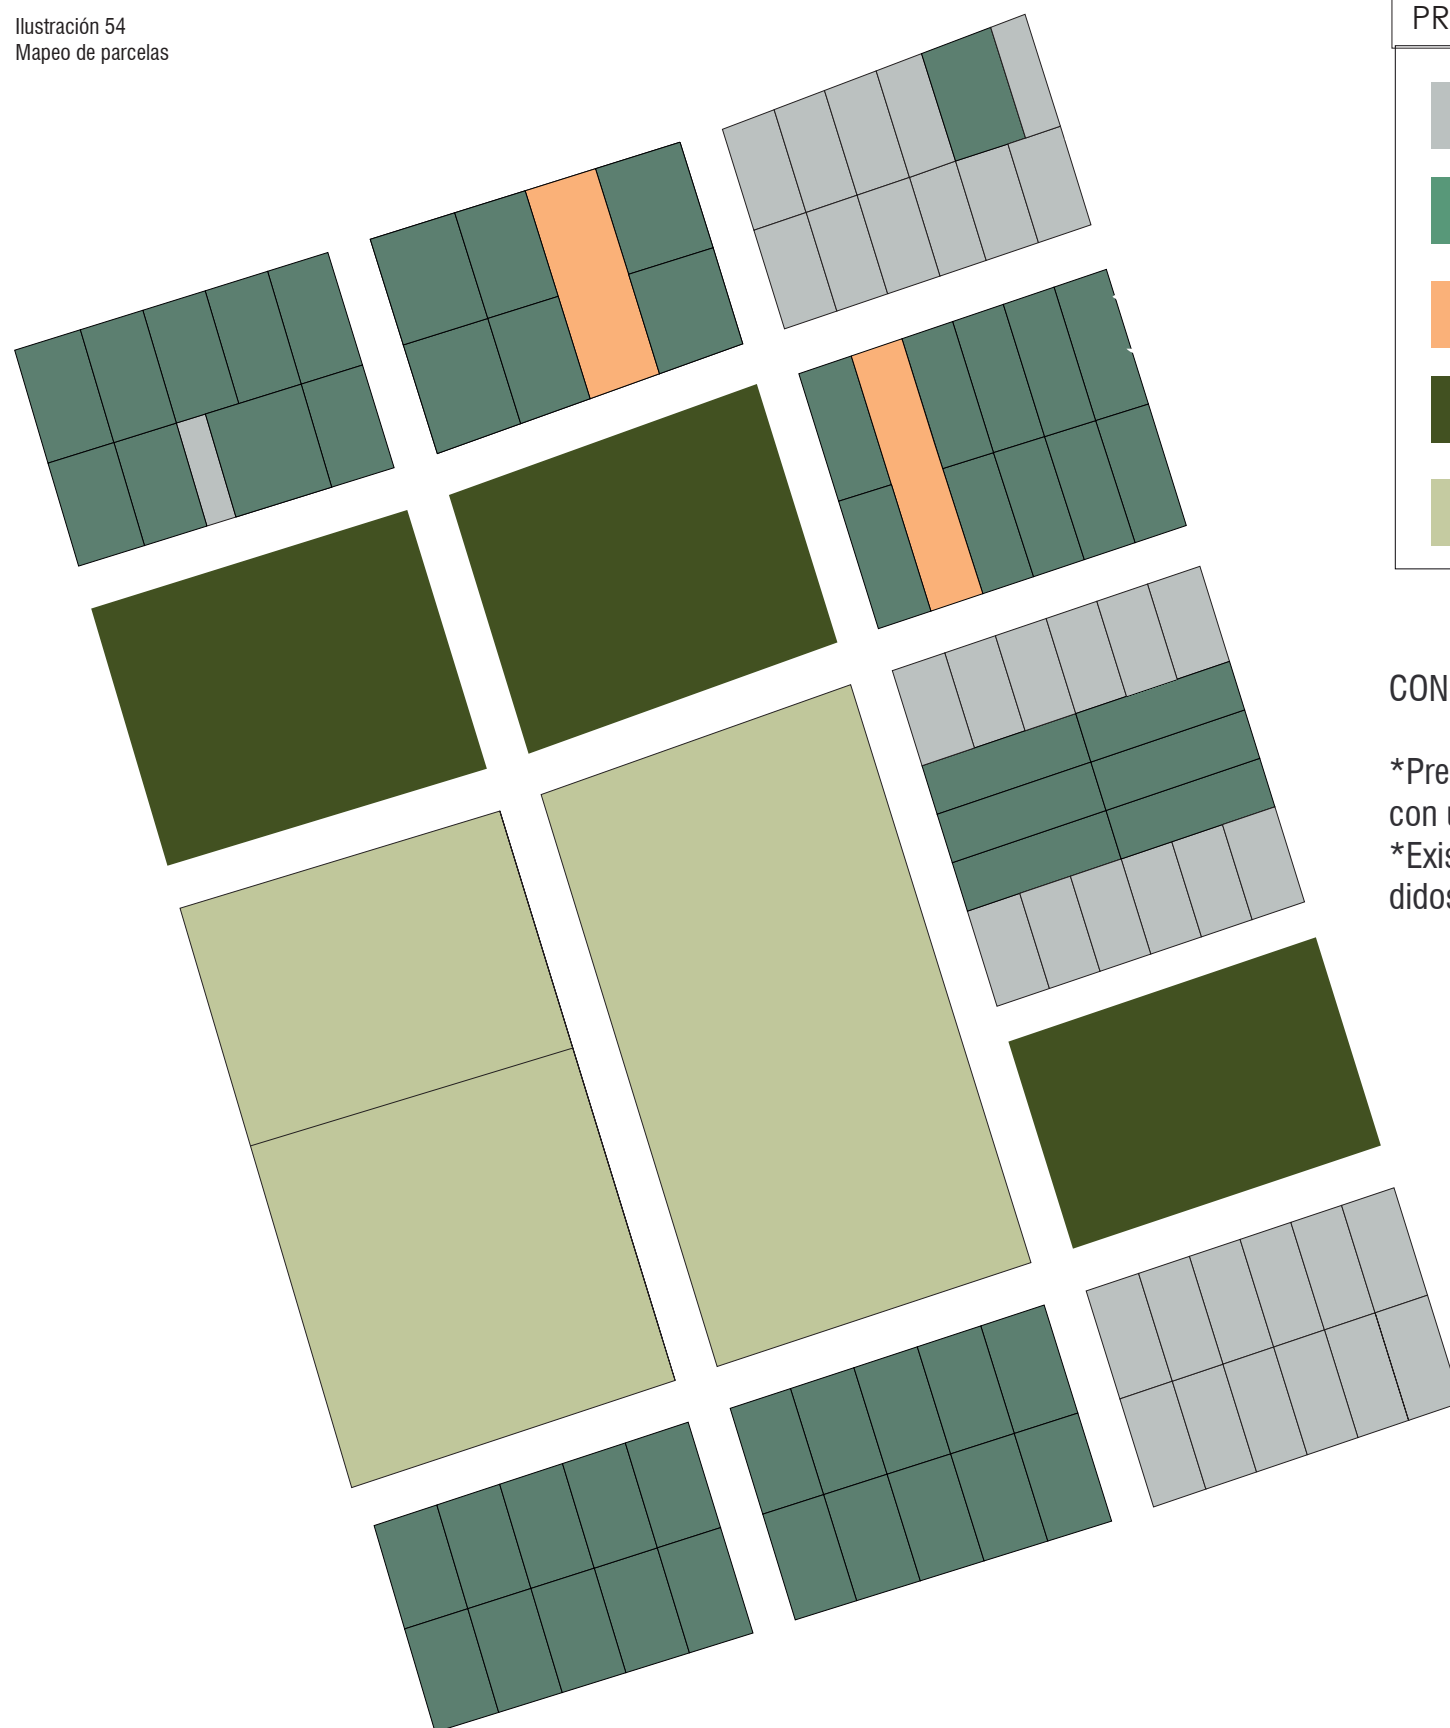 Ilustración 54
Mapeo de parcelas
PR
CON
*Pre
con
*Exis
didos